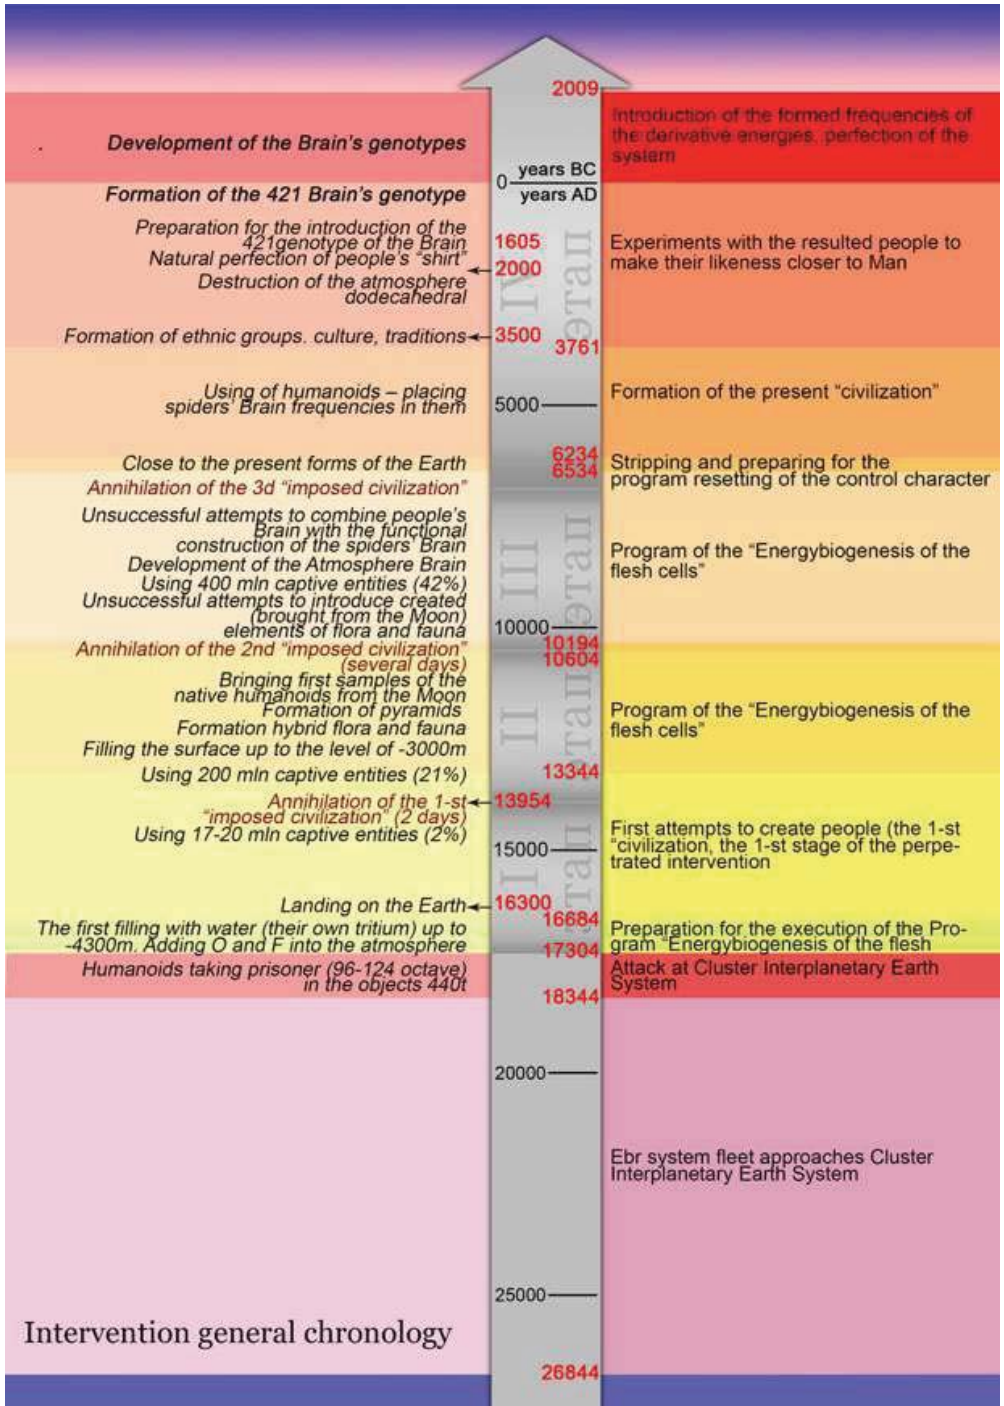 2009
Introduction of the formed frequencies of
the derivative energies, perfection of the
system
Development of the Brain's genotypes
years BC
0
years AD
Formation of the 421 Brain's genotype
Preparation for the introduction of the
421genotype of the Brain
1605
Natural perfection of people's "shirt"
2000
Destruction of the atmosphere
dodecahedral
Experiments with the resulted people to
make their likeness closer to Man
IV этап
Formation of ethnic groups. culture, traditions
3500
3761
Using of humanoids – placing
spiders' Brain frequencies in them
5000
Formation of the present "civilization"
6234
Close to the present forms of the Earth
6534
Stripping and preparing for the
program resetting of the control character
Annihilation of the 3d "imposed civilization"
Unsuccessful attempts to combine people's
Brain with the functional
construction of the spiders' Brain
Development of the Atmosphere Brain
Using 400 mln captive entities (42%)
Unsuccessful attempts to introduce created
(brought from the Moon)
elements of flora and fauna
III этап
Program of the "Energybiogenesis of the
flesh cells"
10000
10194
Annihilation of the 2nd "imposed civilization"
(several days)
10604
Bringing first samples of the
native humanoids from the Moon
Formation of pyramids
Formation hybrid flora and fauna
Filling the surface up to the level of -3000m
Using 200 mln captive entities (21%)
II этап
Program of the "Energybiogenesis of the
flesh cells"
13344
Annihilation of the 1-st
"imposed civilization" (2 days)
13954
Using 17-20 mln captive entities (2%)
15000
I этап
First attempts to create people (the 1-st
"civilization, the 1-st stage of the perpe-
trated intervention
Landing on the Earth
16300
16684
The first filling with water (their own tritium) up to
-4300m. Adding O and F into the atmosphere
17304
Preparation for the execution of the Pro-
gram "Energybiogenesis of the flesh
Humanoids taking prisoner (96-124 octave)
in the objects 440t
Attack at Cluster Interplanetary Earth
System
18344
20000
Ebr system fleet approaches Cluster
Interplanetary Earth System
25000
Intervention general chronology
26844